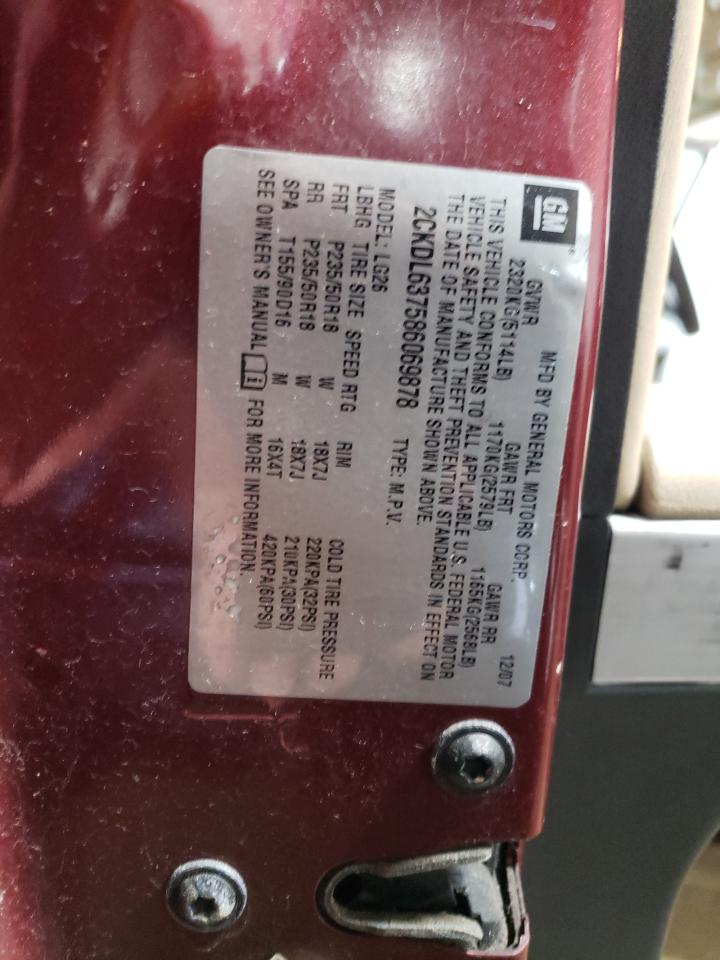 GM
MFD BY GENERAL MOTORS CORP. 12/07
GVWR GAWR FRT GAWR RR
2320KG(5114LB) 1170KG(2579LB) 1165KG(2568LB)
THIS VEHICLE CONFORMS TO ALL APPLICABLE U.S. FEDERAL MOTOR
VEHICLE SAFETY AND THEFT PREVENTION STANDARDS IN EFFECT ON
THE DATE OF MANUFACTURE SHOWN ABOVE.
2CKDL637586069878 TYPE: M.P.V.
MODEL: LG26
LBHG TIRE SIZE SPEED RTG RIM COLD TIRE PRESSURE
FRT P235/50R18 W 18X7J 220KPA(32PSI)
RR P235/50R18 W 18X7J 210KPA(30PSI)
SPA T155/90D16 M 16X4T 420KPA(60PSI)
SEE OWNER'S MANUAL FOR MORE INFORMATION.